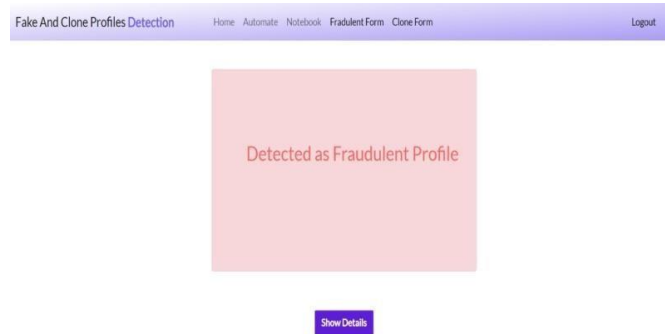 Fake And Clone Profiles Detection Home Automate Notebook Fradulent Form Clone Form Logout
Detected as Fraudulent Profile
Show Details